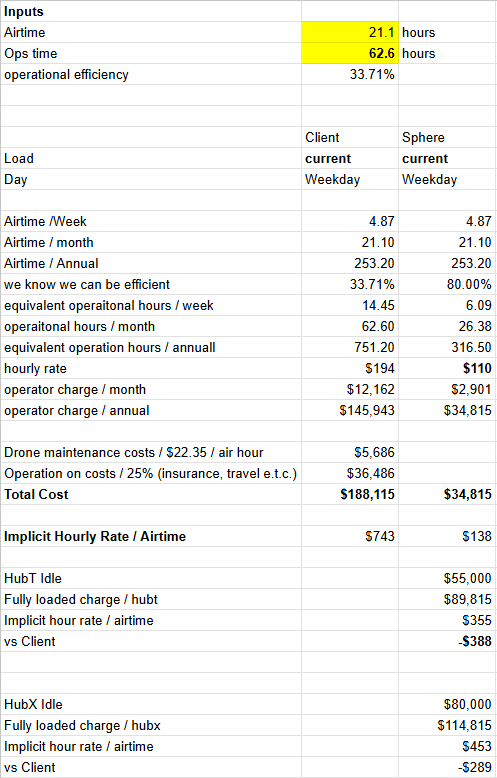 Inputs
Airtime 21.1 hours
Ops time 62.6 hours
operational efficiency 33.71%
Client Sphere
Load current current
Day Weekday Weekday
Airtime /Week 4.87 4.87
Airtime / month 21.10 21.10
Airtime / Annual 253.20 253.20
we know we can be efficient 33.71% 80.00%
equivalent operaitonal hours / week 14.45 6.09
operaitonal hours / month 62.60 26.38
equivalent operation hours / annuall 751.20 316.50
hourly rate $194 $110
operator charge / month $12,162 $2,901
operator charge / annual $145,943 $34,815
Drone maintenance costs / $22.35 / air hour $5,686
Operation on costs / 25% (insurance, travel e.t.c.) $36,486
Total Cost $188,115 $34,815
Implicit Hourly Rate / Airtime $743 $138
HubT Idle $55,000
Fully loaded charge / hubt $89,815
Implicit hour rate / airtime $355
vs Client -$388
HubX Idle $80,000
Fully loaded charge / hubx $114,815
Implicit hour rate / airtime $453
vs Client -$289